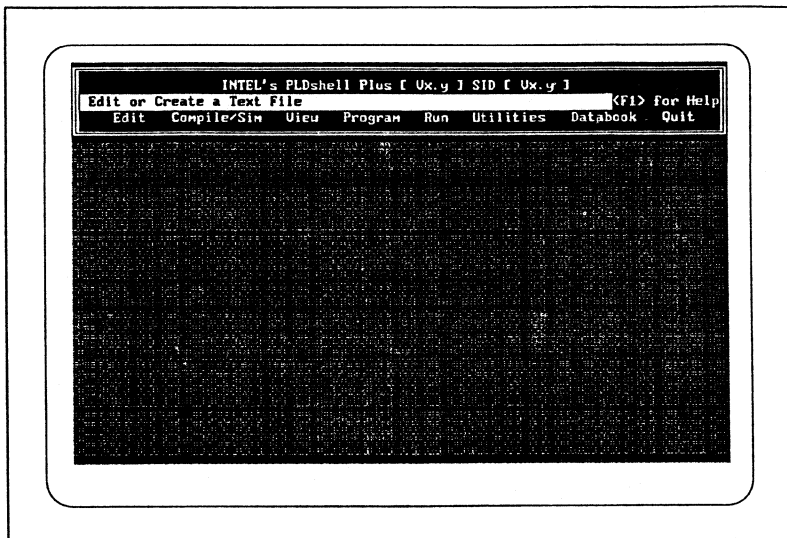 INTEL's PLDshell Plus [ Vx.y ] SID [ Vx.y ]
Edit or Create a Text File <F1> for Help
Edit Compile/Sim View Program Run Utilities Databook Quit